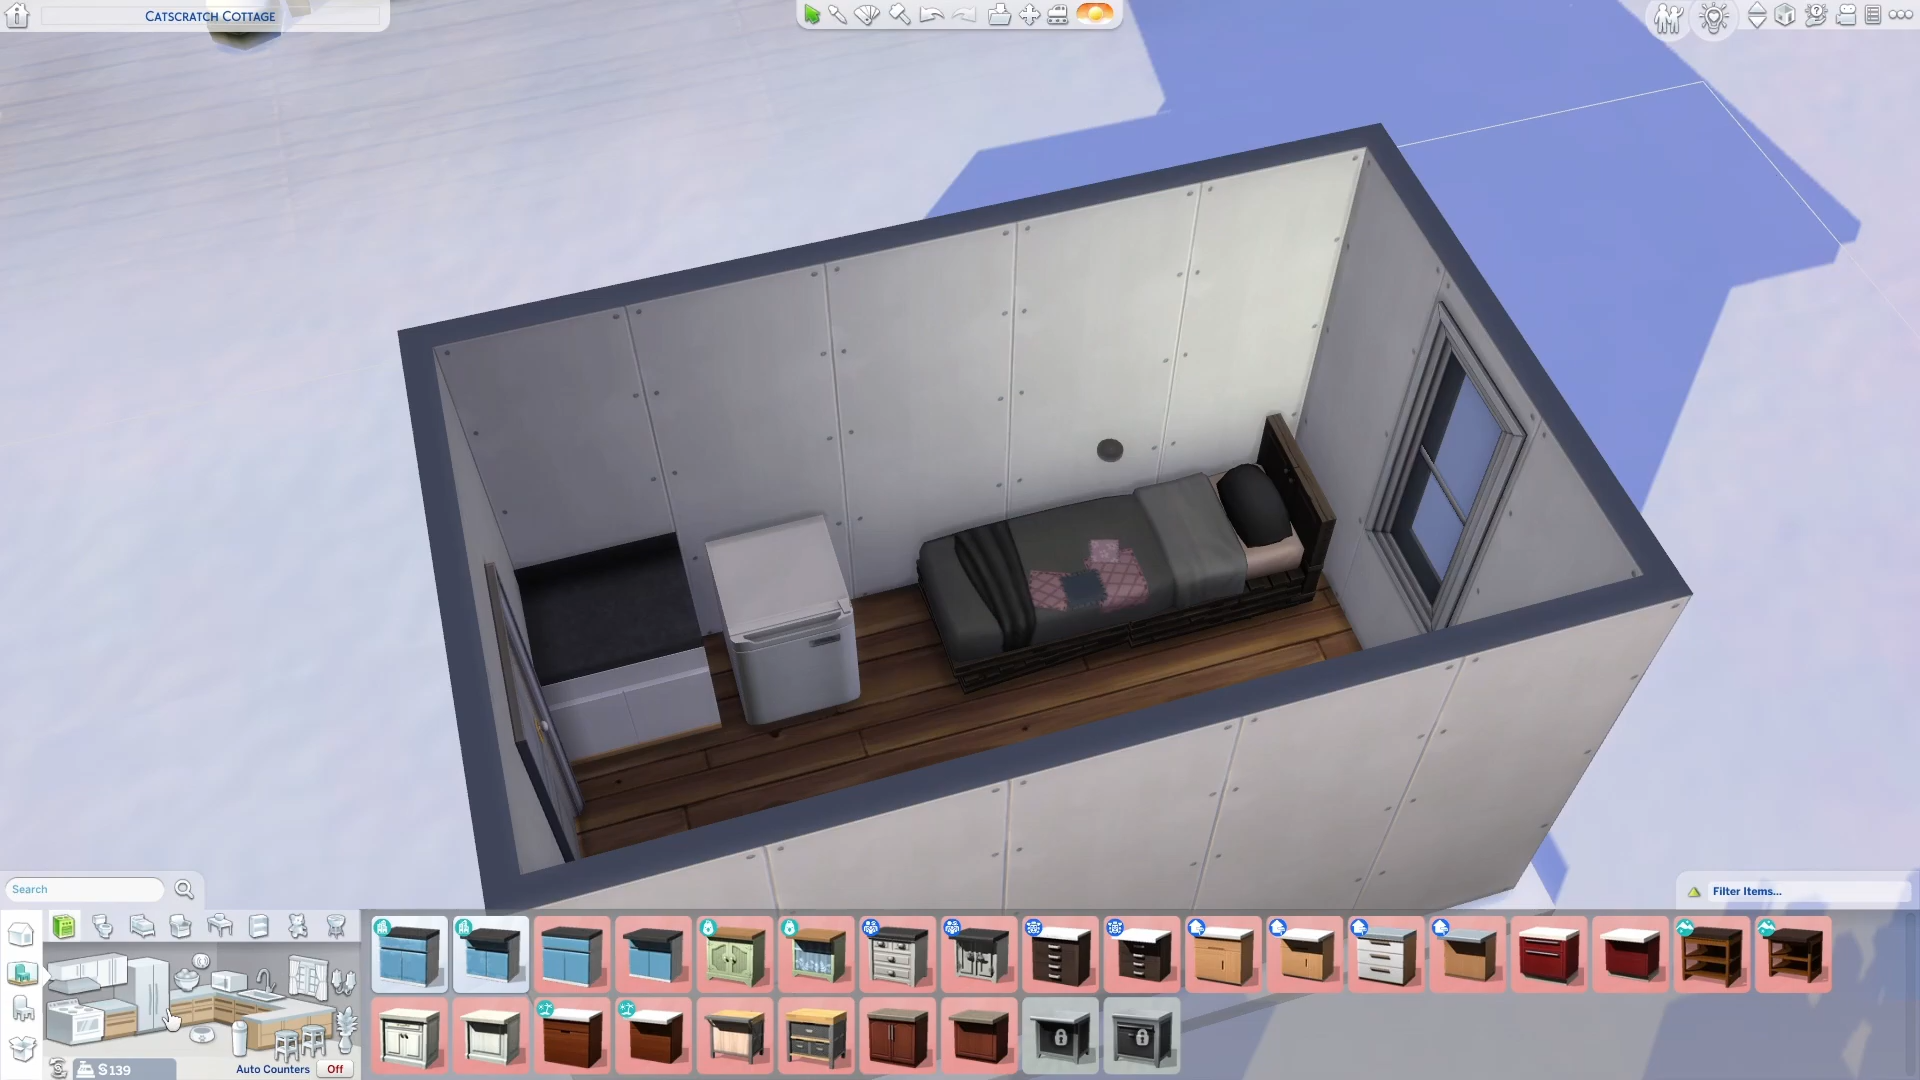 CATSCRATCH COTTAGE
Search
Filter Items...
§139
Auto Counters
Off